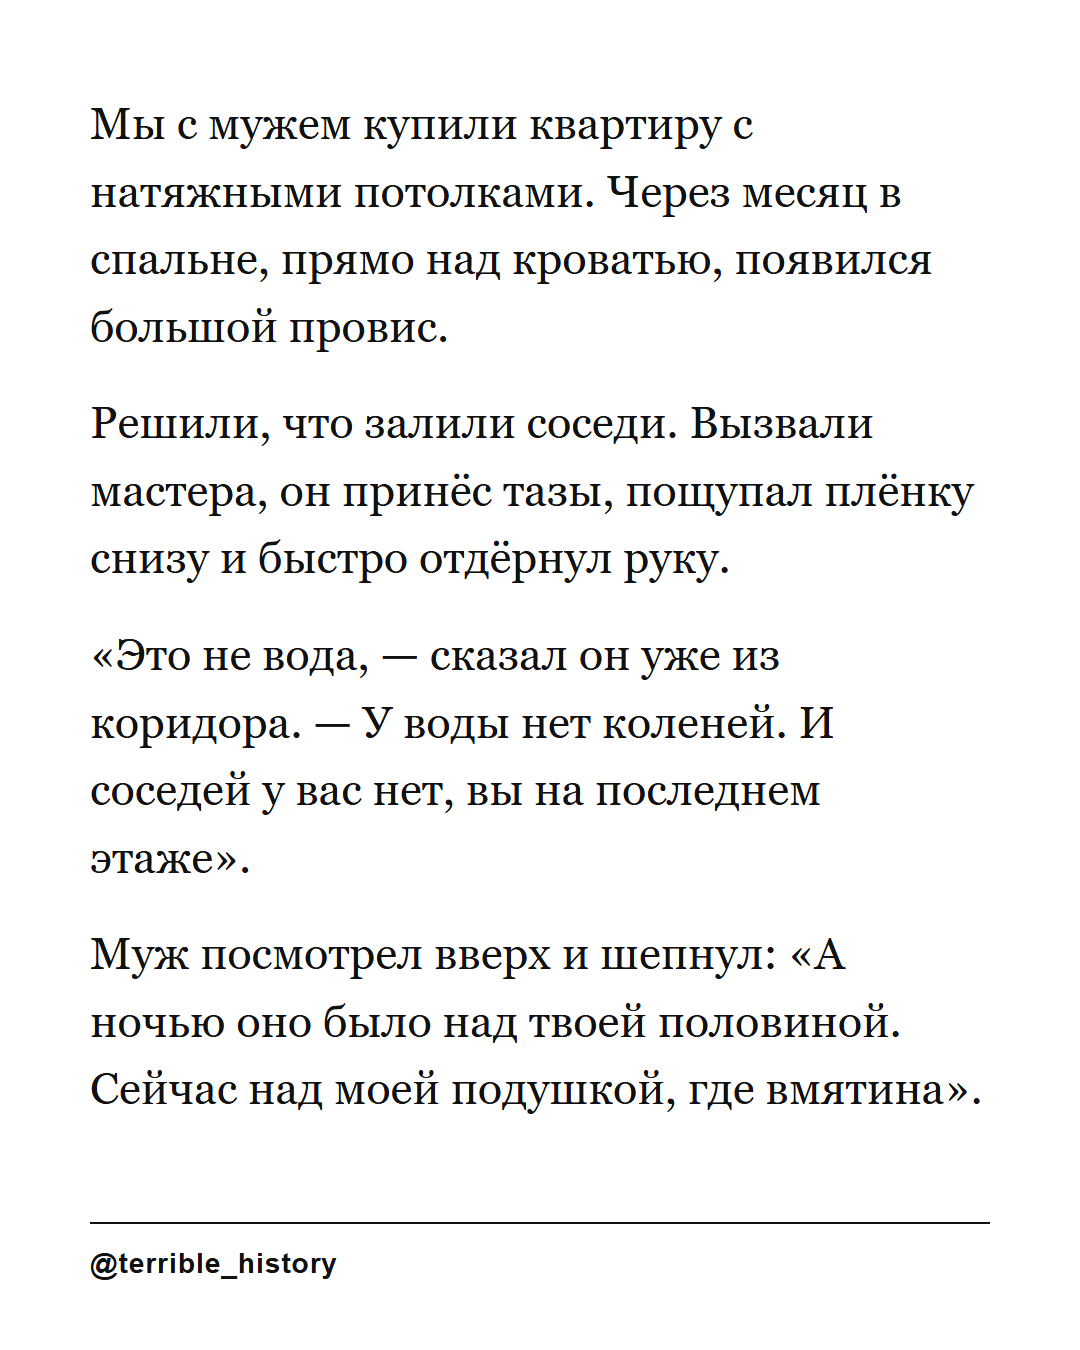 Мы с мужем купили квартиру с
натяжными потолками. Через месяц в
спальне, прямо над кроватью, появился
большой провис.
Решили, что залили соседи. Вызвали
мастера, он принёс тазы, пощупал плёнку
снизу и быстро отдёрнул руку.
«Это не вода, — сказал он уже из
коридора. — У воды нет коленей. И
соседей у вас нет, вы на последнем
этаже».
Муж посмотрел вверх и шепнул: «А
ночью оно было над твоей половиной.
Сейчас над моей подушкой, где вмятина».
@terrible_history